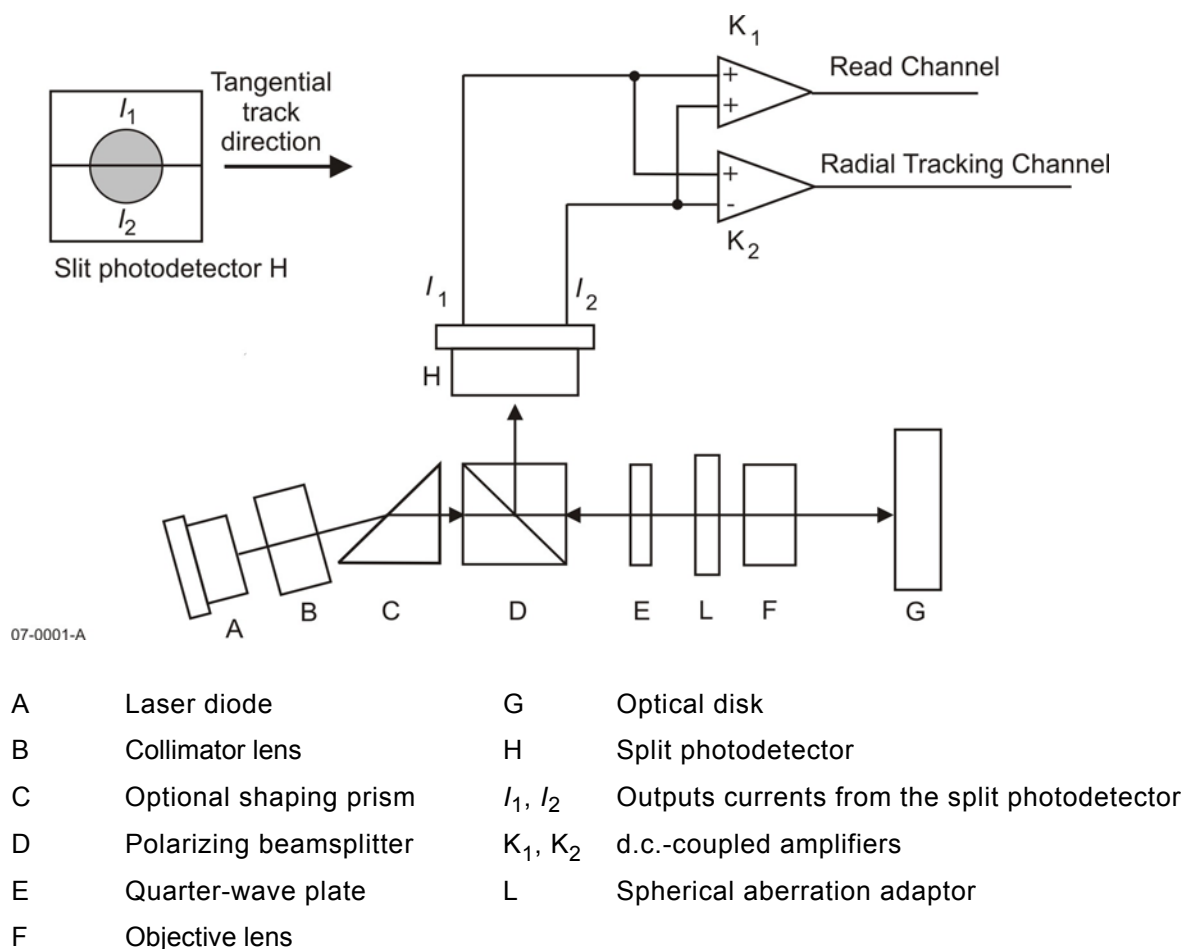 K1
Read Channel
Tangential
track
direction
I1
I2
Slit photodetector H
+
+
+
-
Radial Tracking Channel
K2
I1
I2
H
A
B
C
D
E
L
F
G
07-0001-A
A Laser diode G Optical disk
B Collimator lens H Split photodetector
C Optional shaping prism I1, I2 Outputs currents from the split photodetector
D Polarizing beamsplitter K1, K2 d.c.-coupled amplifiers
E Quarter-wave plate L Spherical aberration adaptor
F Objective lens